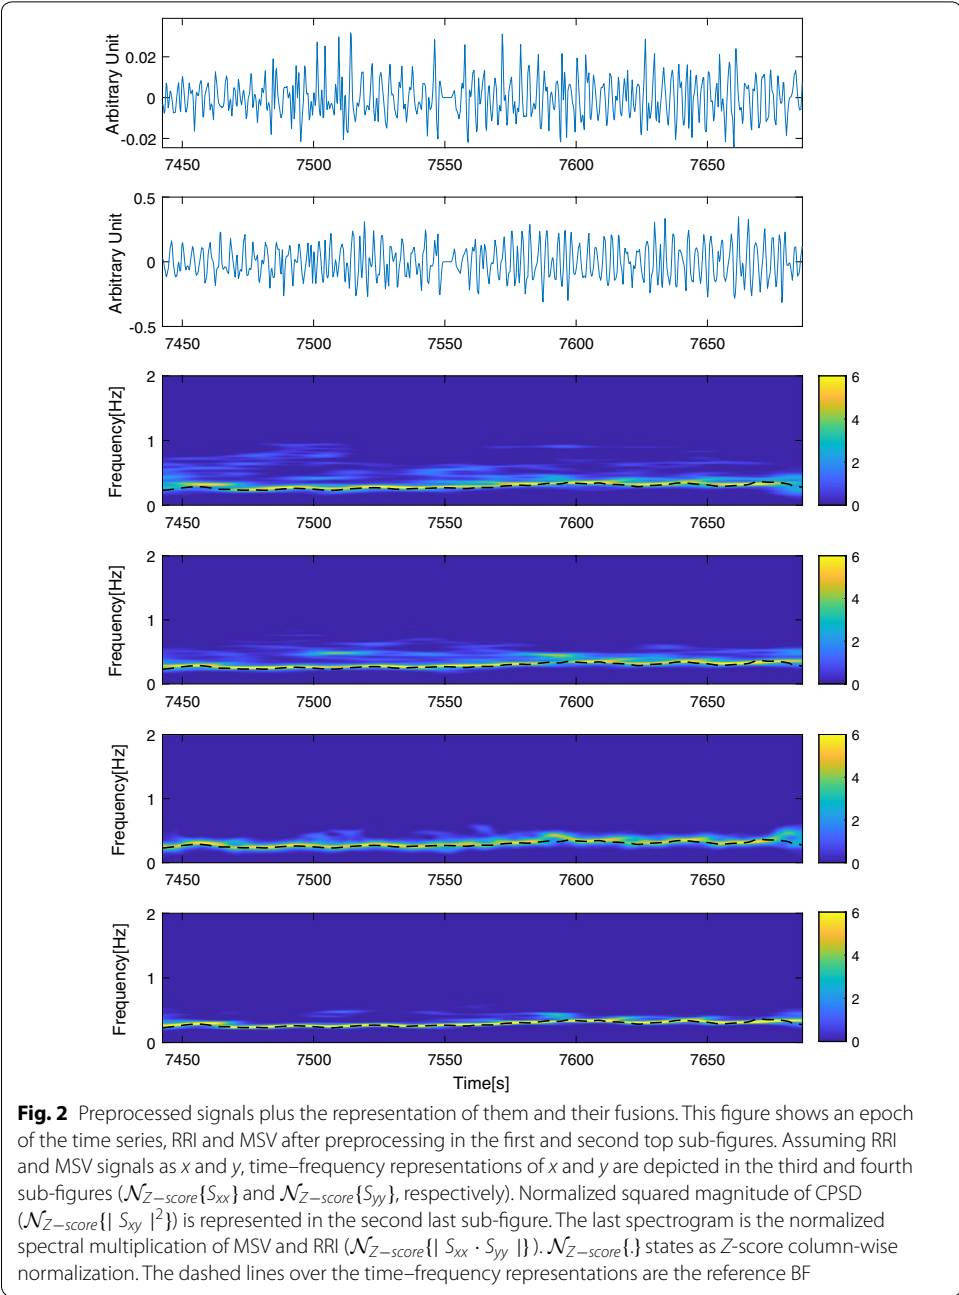 Arbitrary Unit
0.02
0
-0.02
7450 7500 7550 7600 7650
Arbitrary Unit
0.5
0
-0.5
7450 7500 7550 7600 7650
Frequency[Hz]
2
1
0
7450 7500 7550 7600 7650
6
4
2
0
Frequency[Hz]
2
1
0
7450 7500 7550 7600 7650
6
4
2
0
Frequency[Hz]
2
1
0
7450 7500 7550 7600 7650
6
4
2
0
Frequency[Hz]
2
1
0
7450 7500 7550 7600 7650
6
4
2
0
Time[s]
Fig. 2 Preprocessed signals plus the representation of them and their fusions. This figure shows an epoch
of the time series, RRI and MSV after preprocessing in the first and second top sub-figures. Assuming RRI
and MSV signals as x and y, time–frequency representations of x and y are depicted in the third and fourth
sub-figures (𝒩Z−score{Sxx} and 𝒩Z−score{Syy}, respectively). Normalized squared magnitude of CPSD
(𝒩Z−score{| Sxy |²}) is represented in the second last sub-figure. The last spectrogram is the normalized
spectral multiplication of MSV and RRI (𝒩Z−score{| Sxx · Syy |}). 𝒩Z−score{.} states as Z-score column-wise
normalization. The dashed lines over the time–frequency representations are the reference BF